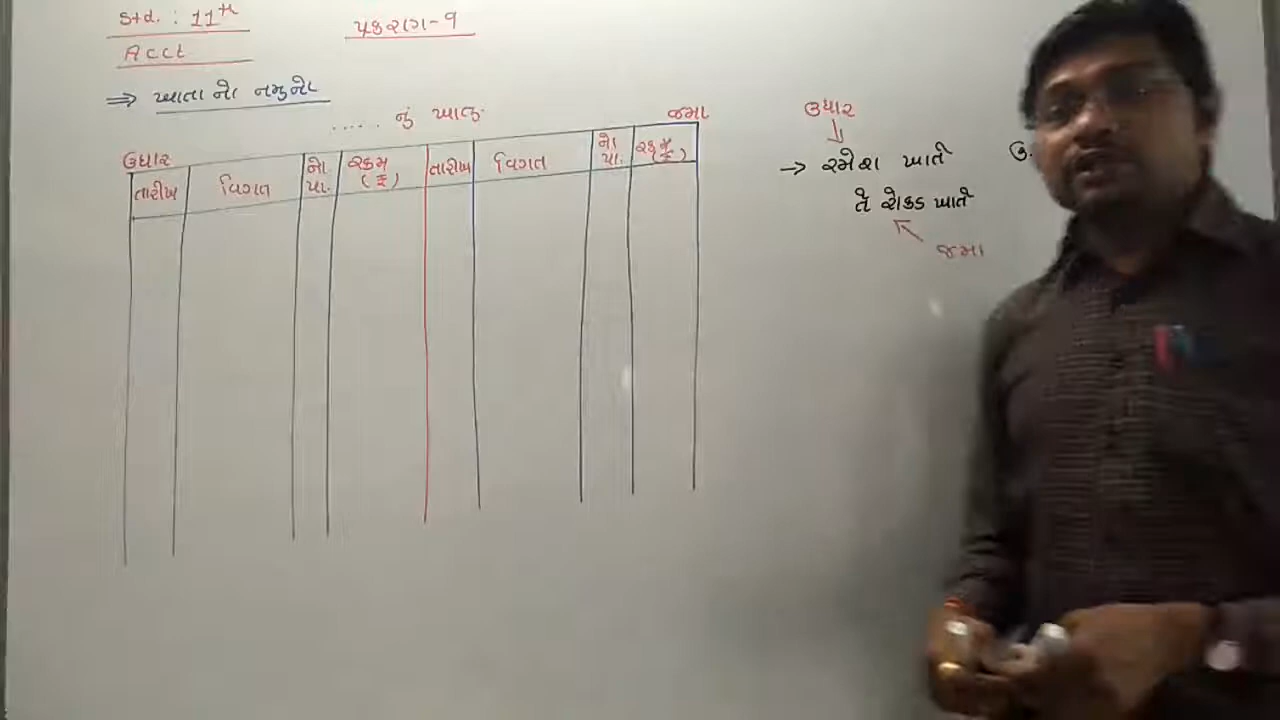 Std. : 11th
પ્રકરણ-૧
Acct
⇒ ખાતા નો નમુનો
..... નું ખાતું
ઉધાર જમા
તારીખ વિગત નો પા. રકમ (₹) તારીખ વિગત નો પા. રકમ (₹)
ઉધાર
→ રમેશ ખાતે ઉ.
તે રોકડ ખાતે
જમા